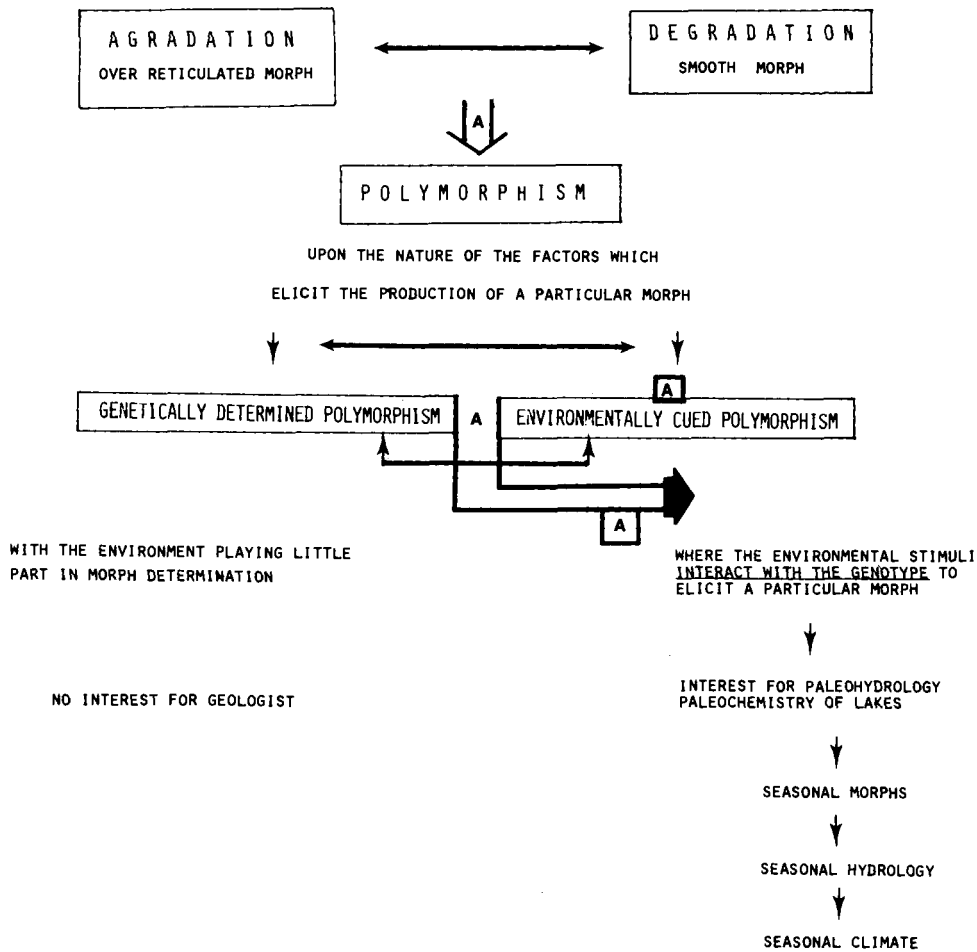 AGRADATION
OVER RETICULATED MORPH
DEGRADATION
SMOOTH MORPH
A
POLYMORPHISM
UPON THE NATURE OF THE FACTORS WHICH
ELICIT THE PRODUCTION OF A PARTICULAR MORPH
A
GENETICALLY DETERMINED POLYMORPHISM
A
ENVIRONMENTALLY CUED POLYMORPHISM
A
WITH THE ENVIRONMENT PLAYING LITTLE
PART IN MORPH DETERMINATION
WHERE THE ENVIRONMENTAL STIMULI
INTERACT WITH THE GENOTYPE TO
ELICIT A PARTICULAR MORPH
NO INTEREST FOR GEOLOGIST
INTEREST FOR PALEOHYDROLOGY
PALEOCHEMISTRY OF LAKES
SEASONAL MORPHS
SEASONAL HYDROLOGY
SEASONAL CLIMATE